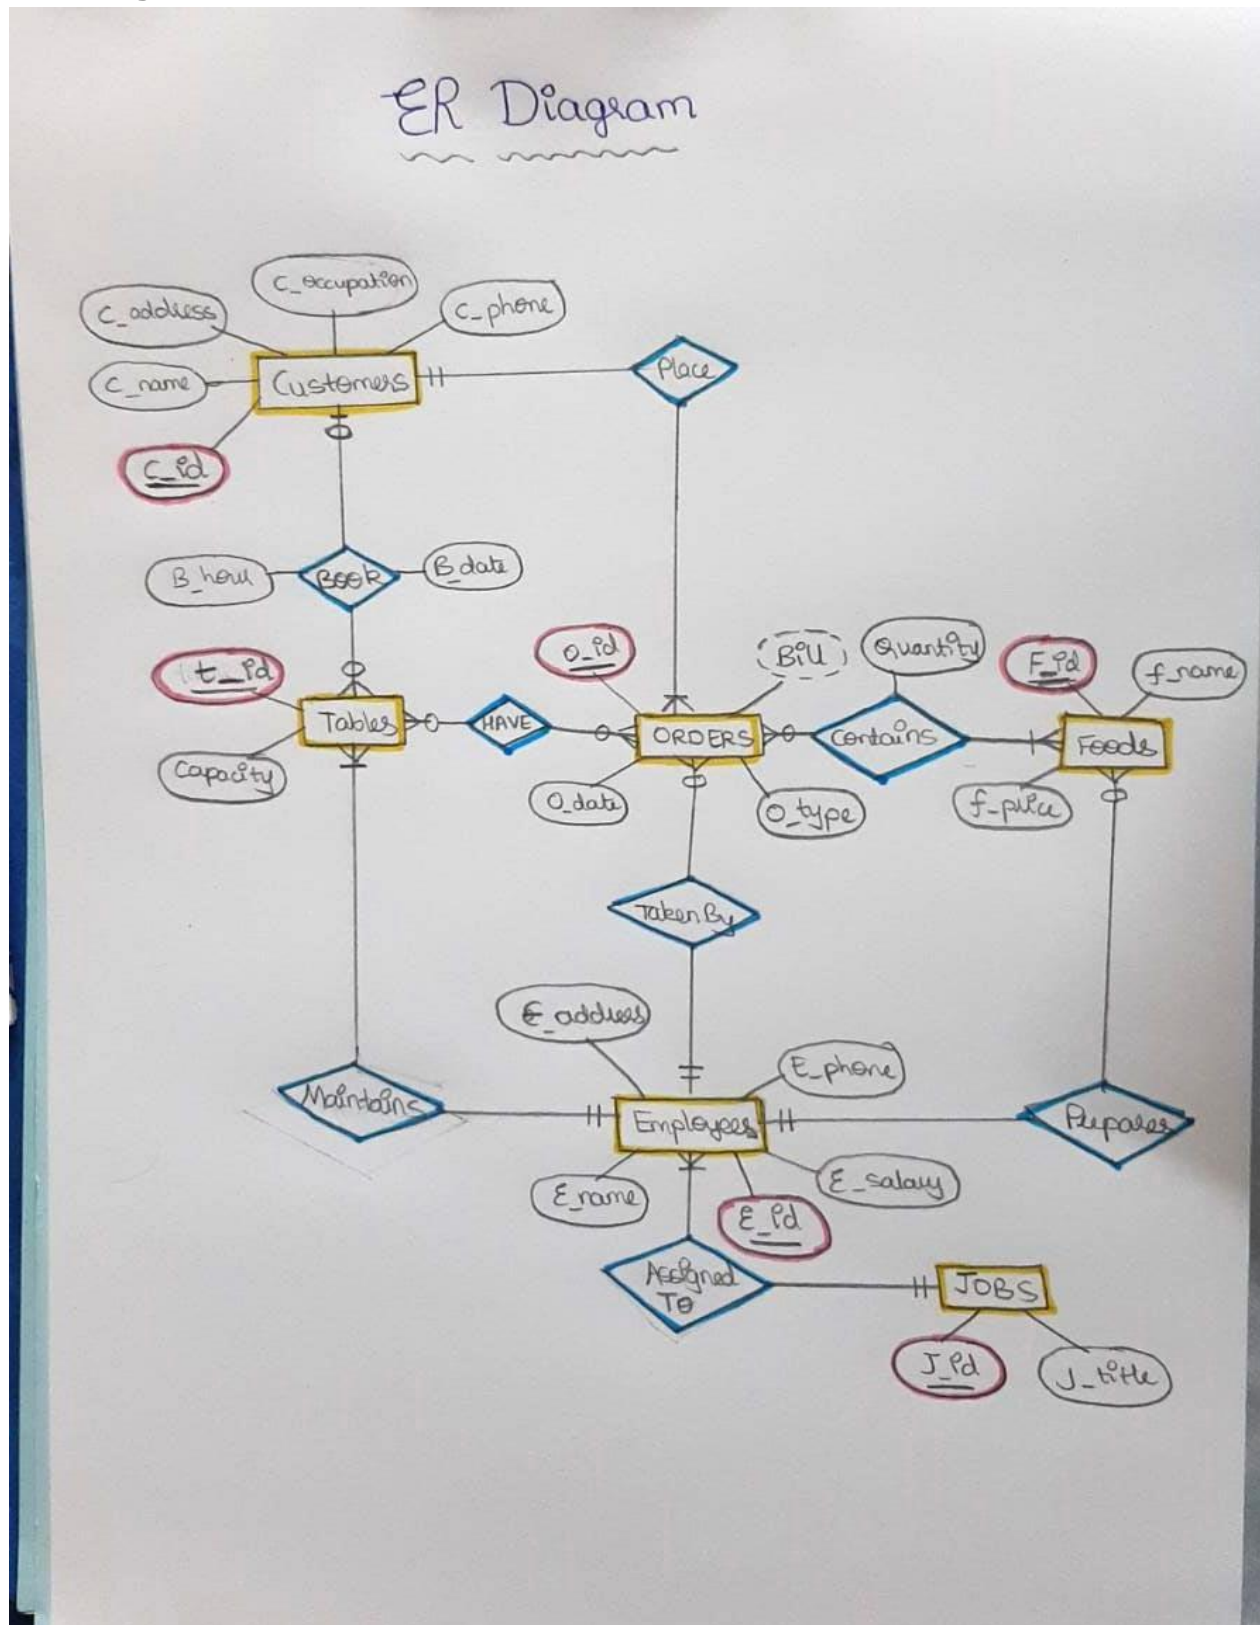 ER Diagram
C_occupation
C_address
C_phone
C_name
Customers
Place
C_id
B_hour
BOOK
B_date
t_id
O_id
Bill
Quantity
F_id
f_name
Tables
HAVE
ORDERS
Contains
Foods
Capacity
O_date
O_type
f_price
Taken By
E_address
E_phone
Maintains
Employees
Prepares
E_name
E_salary
E_id
Assigned
To
JOBS
J_id
J_title